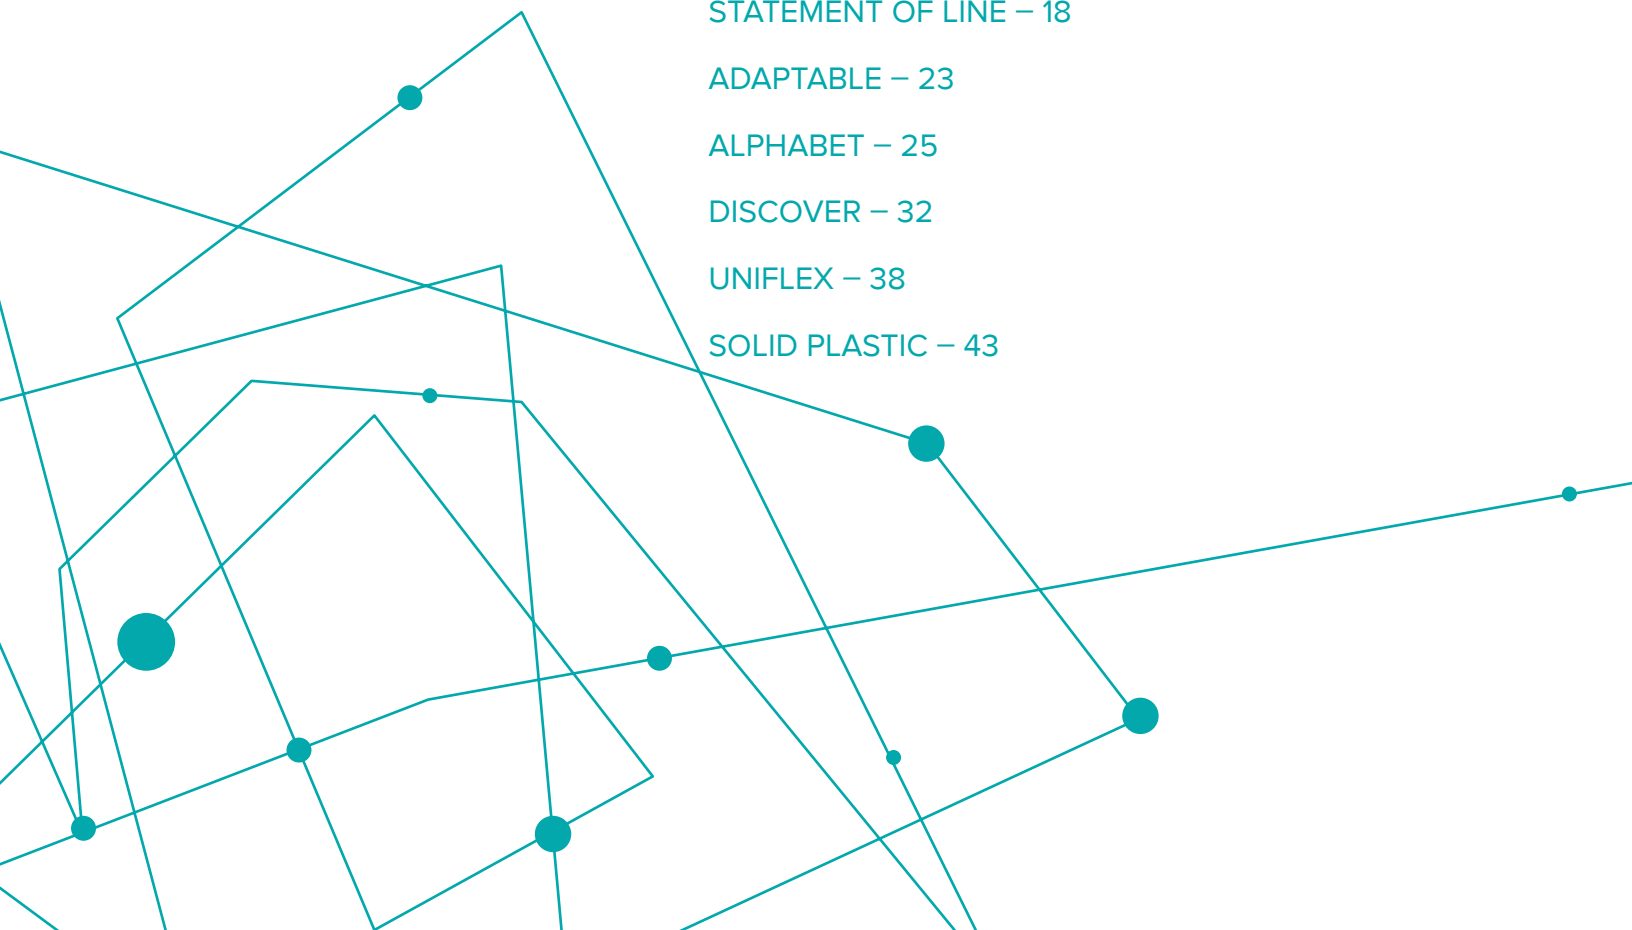 STATEMENT OF LINE – 18
ADAPTABLE – 23
ALPHABET – 25
DISCOVER – 32
UNIFLEX – 38
SOLID PLASTIC – 43